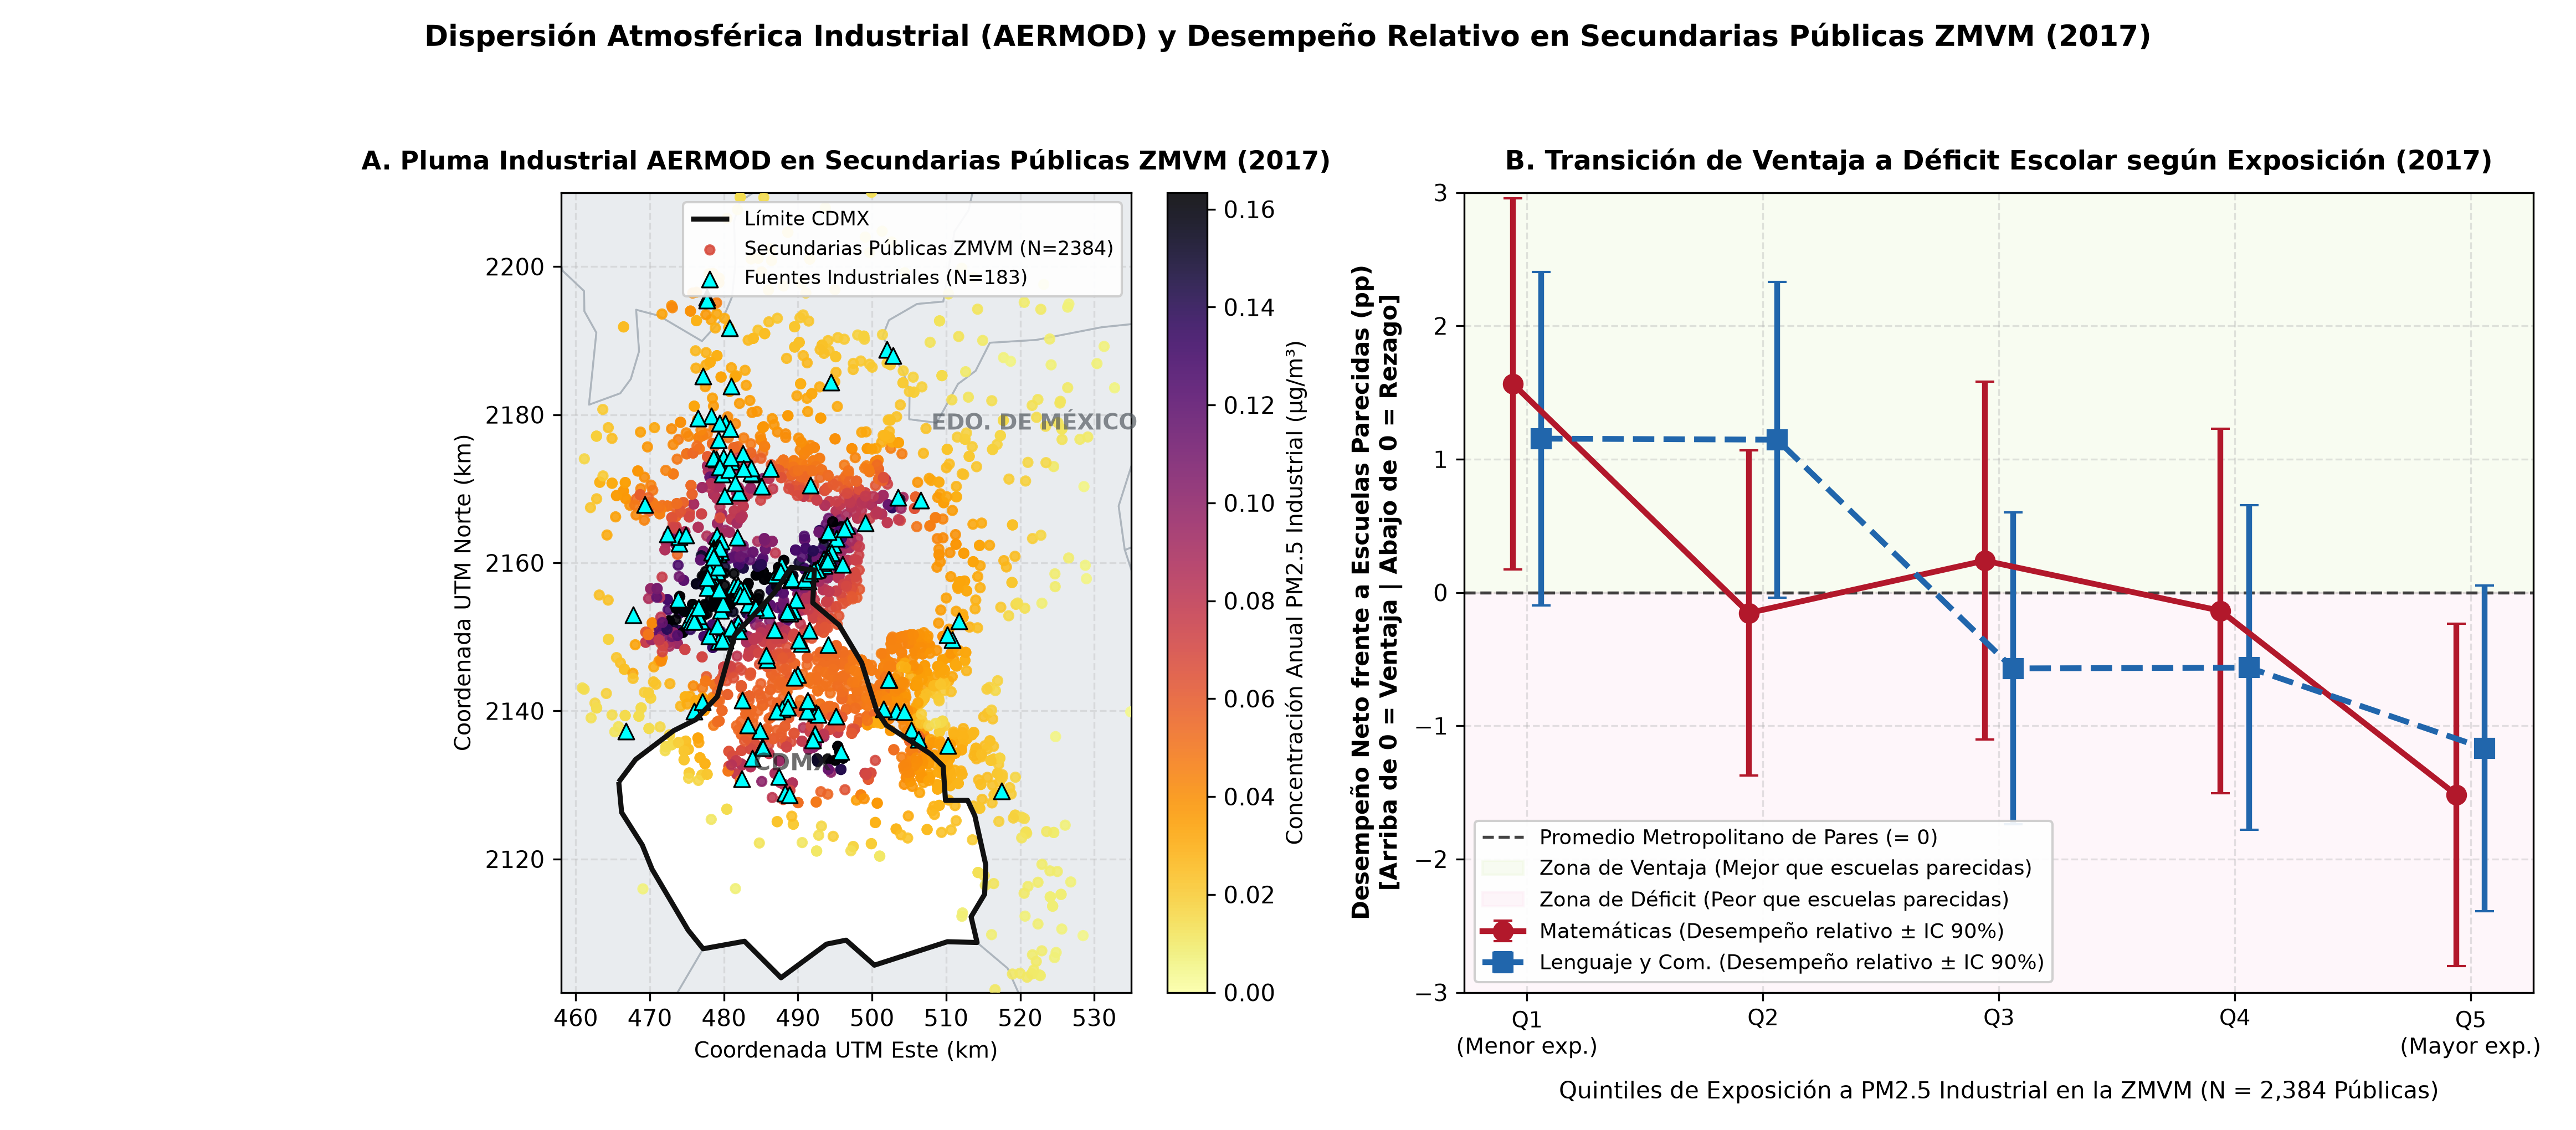 Dispersión Atmosférica Industrial (AERMOD) y Desempeño Relativo en Secundarias Públicas ZMVM (2017)
A. Pluma Industrial AERMOD en Secundarias Públicas ZMVM (2017)
Límite CDMX
Secundarias Públicas ZMVM (N=2384)
Fuentes Industriales (N=183)
EDO. DE MÉXICO
CDMX
Coordenada UTM Norte (km)
2200
2180
2160
2140
2120
460 470 480 490 500 510 520 530
Coordenada UTM Este (km)
0.16
0.14
0.12
0.10
0.08
0.06
0.04
0.02
0.00
Concentración Anual PM2.5 Industrial (µg/m³)
B. Transición de Ventaja a Déficit Escolar según Exposición (2017)
Desempeño Neto frente a Escuelas Parecidas (pp)
[Arriba de 0 = Ventaja | Abajo de 0 = Rezago]
3
2
1
0
−1
−2
−3
Promedio Metropolitano de Pares (= 0)
Zona de Ventaja (Mejor que escuelas parecidas)
Zona de Déficit (Peor que escuelas parecidas)
Matemáticas (Desempeño relativo ± IC 90%)
Lenguaje y Com. (Desempeño relativo ± IC 90%)
Q1 Q2 Q3 Q4 Q5
(Menor exp.) (Mayor exp.)
Quintiles de Exposición a PM2.5 Industrial en la ZMVM (N = 2,384 Públicas)